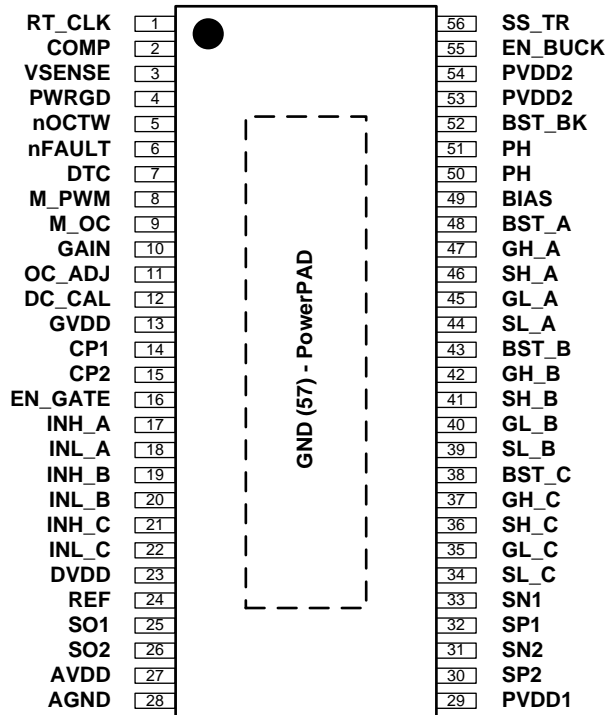 RT_CLK 1 56 SS_TR
COMP 2 55 EN_BUCK
VSENSE 3 54 PVDD2
PWRGD 4 53 PVDD2
nOCTW 5 52 BST_BK
nFAULT 6 51 PH
DTC 7 50 PH
M_PWM 8 49 BIAS
M_OC 9 48 BST_A
GAIN 10 47 GH_A
OC_ADJ 11 46 SH_A
DC_CAL 12 45 GL_A
GVDD 13 44 SL_A
CP1 14 43 BST_B
CP2 15 42 GH_B
EN_GATE 16 41 SH_B
INH_A 17 40 GL_B
INL_A 18 39 SL_B
INH_B 19 38 BST_C
INL_B 20 37 GH_C
INH_C 21 36 SH_C
INL_C 22 35 GL_C
DVDD 23 34 SL_C
REF 24 33 SN1
SO1 25 32 SP1
SO2 26 31 SN2
AVDD 27 30 SP2
AGND 28 29 PVDD1
GND (57) - PowerPAD